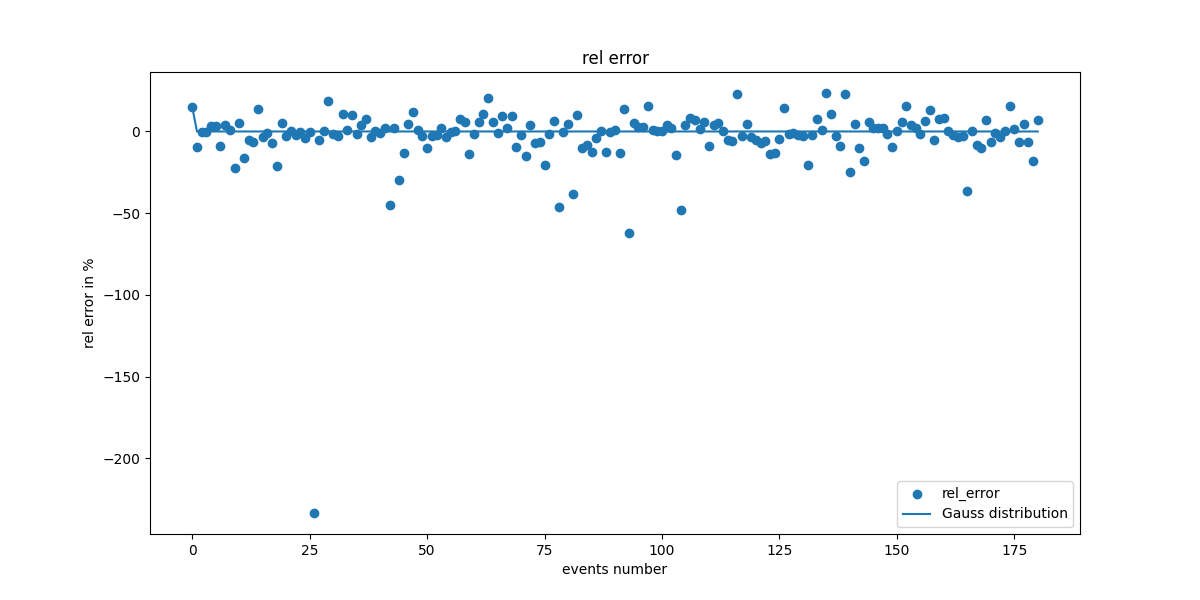 rel error
0
−50
−100
−150
−200
rel error in %
0
25
50
75
100
125
150
175
events number
rel_error
Gauss distribution